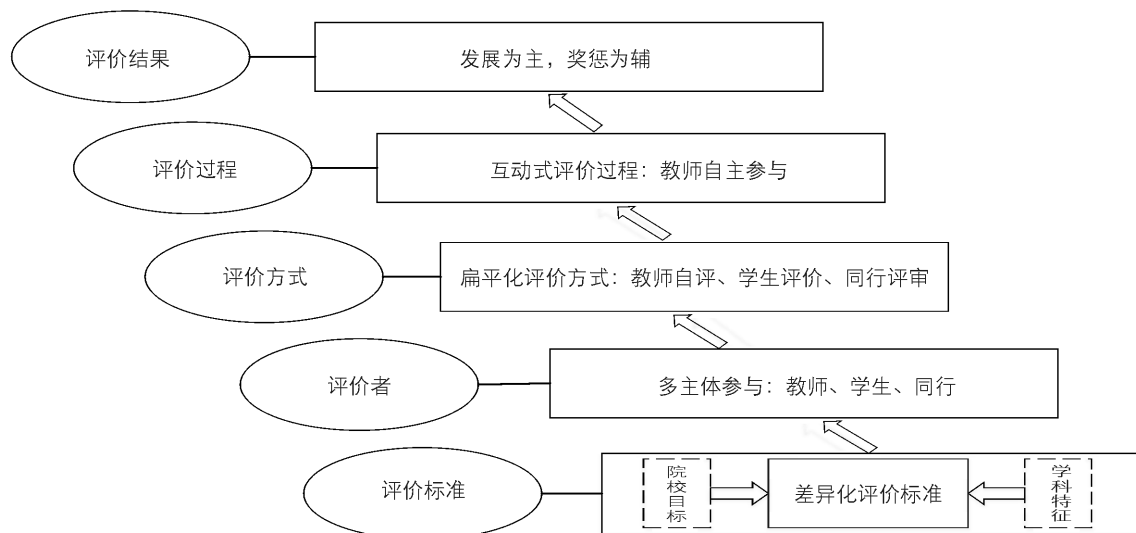 评价结果
发展为主，奖惩为辅
评价过程
互动式评价过程：教师自主参与
评价方式
扁平化评价方式：教师自评、学生评价、同行评审
评价者
多主体参与：教师、学生、同行
评价标准
院校目标
差异化评价标准
学科特征